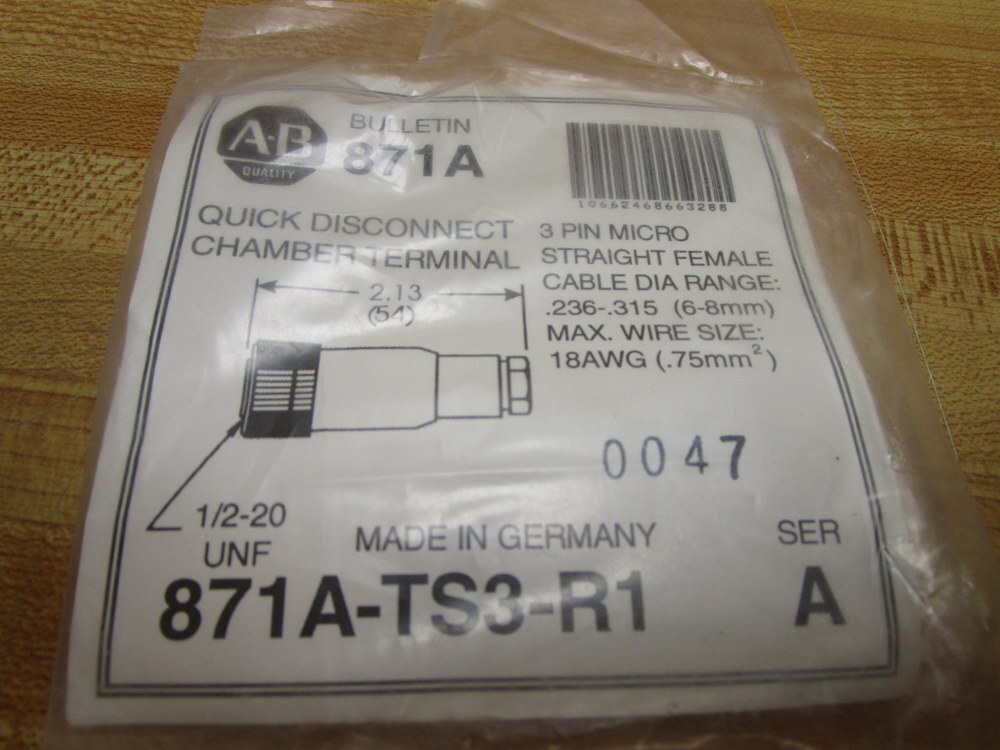 A-B
QUALITY
BULLETIN
871A
10662468663288
QUICK DISCONNECT
CHAMBER TERMINAL
3 PIN MICRO
STRAIGHT FEMALE
CABLE DIA RANGE:
.236-.315 (6-8mm)
MAX. WIRE SIZE:
18AWG (.75mm²)
2.13
(54)
0047
1/2-20
UNF
MADE IN GERMANY
SER
871A-TS3-R1
A